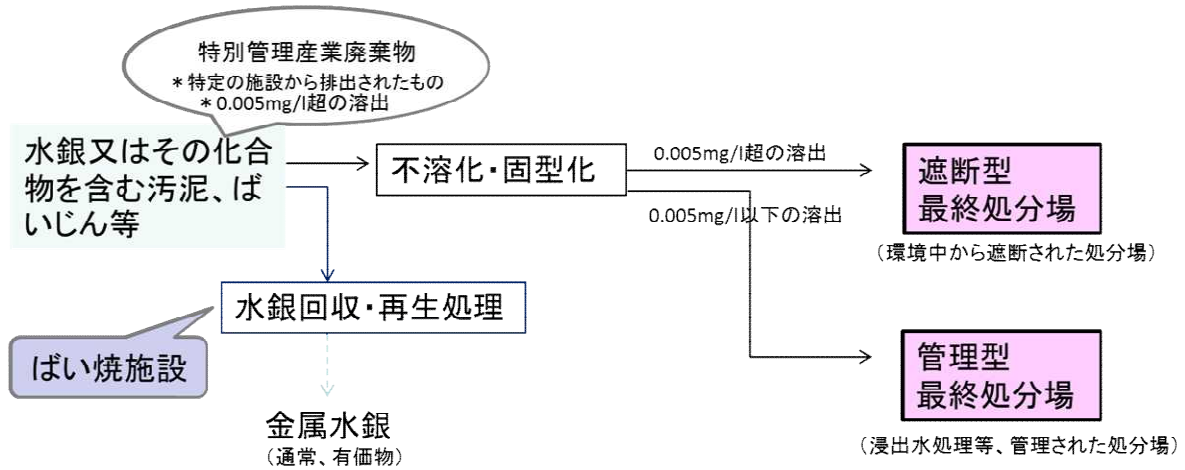 特別管理産業廃棄物
＊特定の施設から排出されたもの
＊0.005mg/l超の溶出
水銀又はその化合
物を含む汚泥、ば
いじん等
不溶化・固型化
0.005mg/l超の溶出
0.005mg/l以下の溶出
遮断型
最終処分場
（環境中から遮断された処分場）
水銀回収・再生処理
ばい焼施設
管理型
最終処分場
（浸出水処理等、管理された処分場）
金属水銀
（通常、有価物）